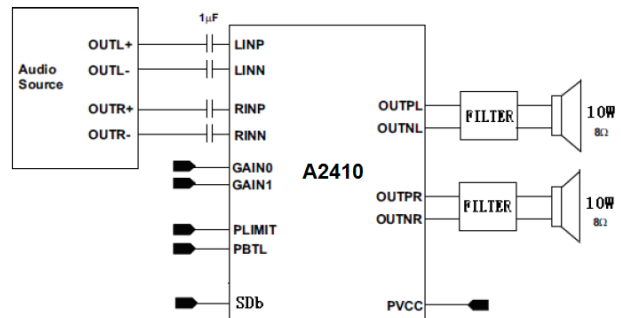 1µF
OUTL+
LINP
Audio
Source
OUTL-
LINN
OUTR+
RINP
OUTR-
RINN
GAIN0
GAIN1
A2410
PLIMIT
PBTL
SDb
OUTPL
OUTNL
FILTER
10W
8Ω
OUTPR
OUTNR
FILTER
10W
8Ω
PVCC